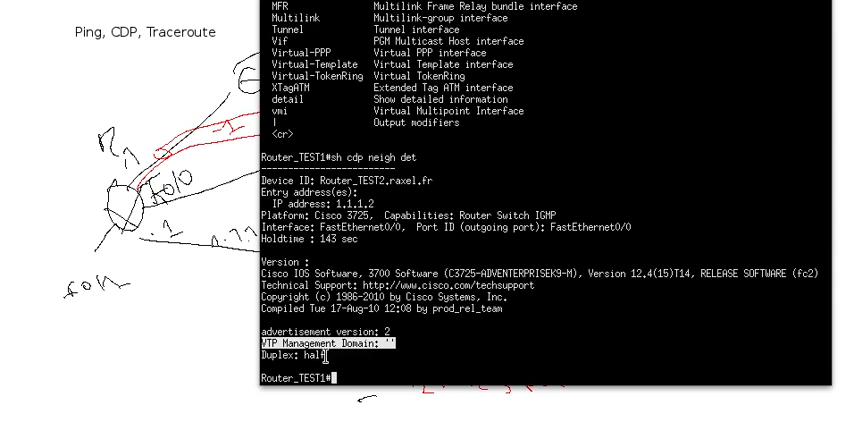 Ping, CDP, Traceroute
MFR Multilink Frame Relay bundle interface
Multilink Multilink-group interface
Tunnel Tunnel interface
Vif PGM Multicast Host interface
Virtual-PPP Virtual PPP interface
Virtual-Template Virtual Template interface
Virtual-TokenRing Virtual TokenRing
XTagATM Extended Tag ATM interface
detail Show detailed information
vmi Virtual Multipoint Interface
| Output modifiers
<cr>
Router_TEST1#sh cdp neigh det
-------------------------
Device ID: Router_TEST2.raxel.fr
Entry address(es):
IP address: 1.1.1.2
Platform: Cisco 3725, Capabilities: Router Switch IGMP
Interface: FastEthernet0/0, Port ID (outgoing port): FastEthernet0/0
Holdtime : 143 sec
Version :
Cisco IOS Software, 3700 Software (C3725-ADVENTERPRISEK9-M), Version 12.4(15)T14, RELEASE SOFTWARE (fc2)
Technical Support: http://www.cisco.com/techsupport
Copyright (c) 1986-2010 by Cisco Systems, Inc.
Compiled Tue 17-Aug-10 12:08 by prod_rel_team
advertisement version: 2
VTP Management Domain: ''
Duplex: half
Router_TEST1#
R1
F0/0
.1